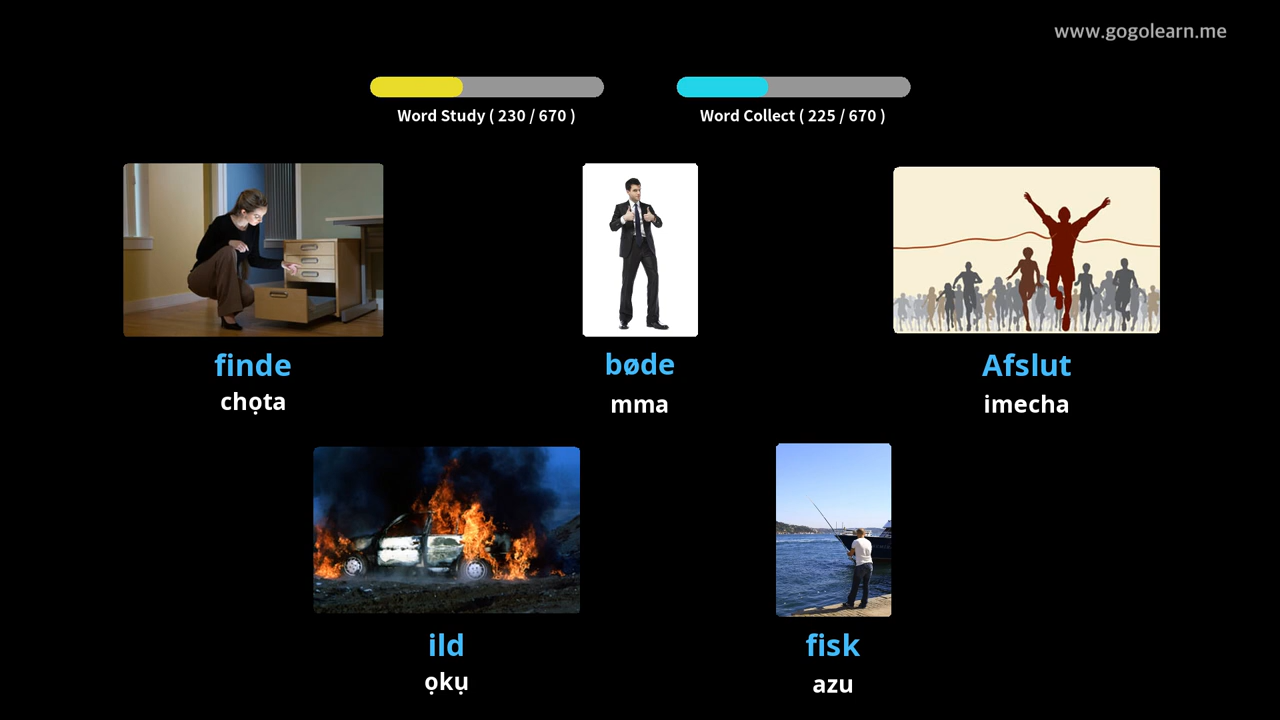 www.gogolearn.me
Word Study ( 230 / 670 )
Word Collect ( 225 / 670 )
finde
chọta
bøde
mma
Afslut
imecha
ild
ọkụ
fisk
azu